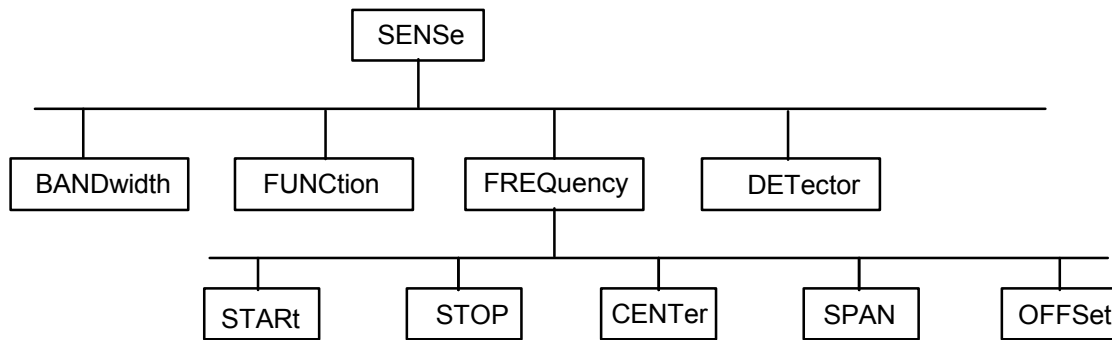 SENSe
BANDwidth
FUNCtion
FREQuency
DETector
STARt
STOP
CENTer
SPAN
OFFSet